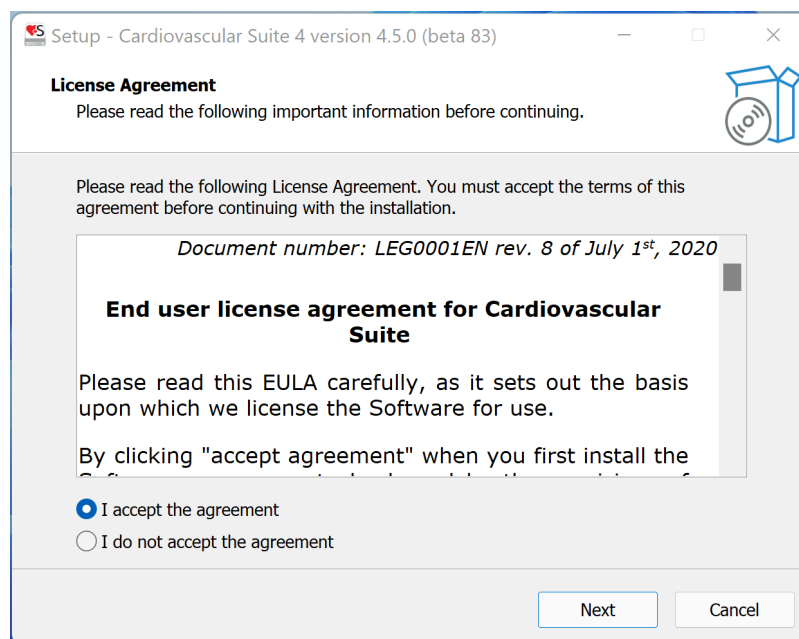 Setup - Cardiovascular Suite 4 version 4.5.0 (beta 83)
License Agreement
Please read the following important information before continuing.
Please read the following License Agreement. You must accept the terms of this
agreement before continuing with the installation.
Document number: LEG0001EN rev. 8 of July 1st, 2020
End user license agreement for Cardiovascular
Suite
Please read this EULA carefully, as it sets out the basis
upon which we license the Software for use.
By clicking "accept agreement" when you first install the
I accept the agreement
I do not accept the agreement
Next
Cancel